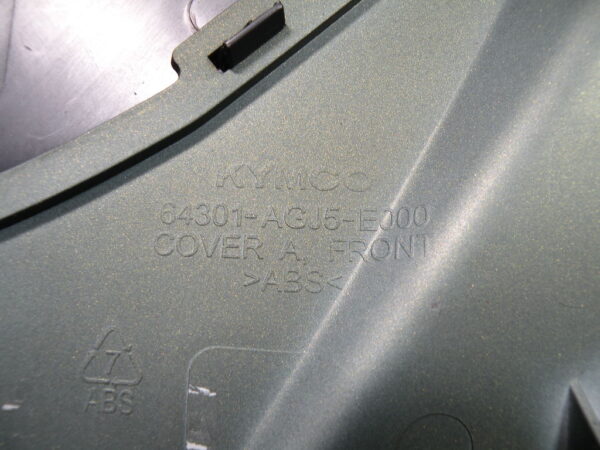 KYMCO
64301-AGJ5-E000
COVER A, FRONT
>ABS<
7
ABS